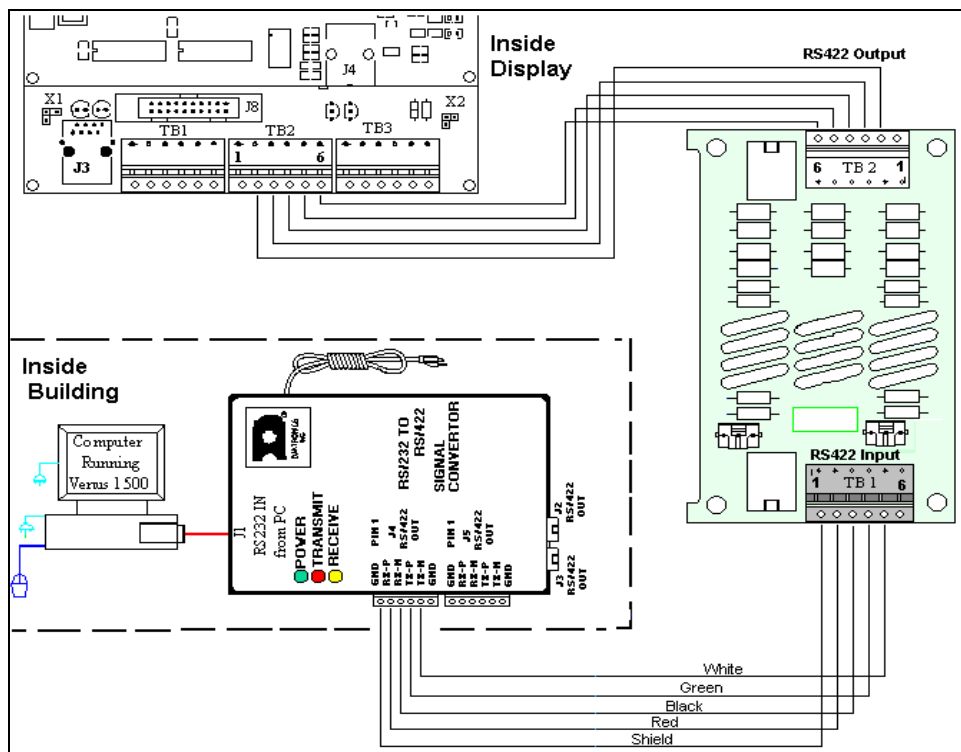 Inside
Display
RS422 Output
J4
X1
J8
X2
TB1
TB2
TB3
J3
1
6
6
TB 2
1
Inside
Building
Computer
Running
Venus 1500
DAKTRONICS
INC
RS/232 TO
RS/422
SIGNAL
CONVERTOR
J1
RS232 IN
from PC
POWER
TRANSMIT
RECEIVE
PIN 1
J4
RS/422
OUT
PIN 1
J5
RS/422
OUT
J2
RS/422
OUT
J3
RS/422
OUT
GND
RX-P
RX-N
TX-P
TX-N
GND
GND
RX-P
RX-N
TX-P
TX-N
GND
RS422 Input
1
TB 1
6
White
Green
Black
Red
Shield